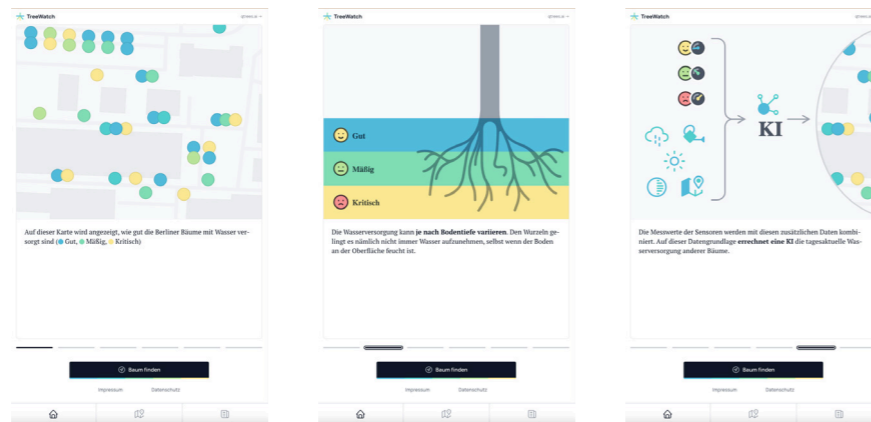 TreeWatch
Auf dieser Karte wird angezeigt, wie gut die Berliner Bäume mit Wasser ver-
sorgt sind (Gut, Mäßig, Kritisch)
Baum finden
Impressum Datenschutz
TreeWatch
Gut
Mäßig
Kritisch
Die Wasserversorgung kann je nach Bodentiefe variieren. Den Wurzeln ge-
lingt es nämlich nicht immer Wasser aufzunehmen, selbst wenn der Boden
an der Oberfläche feucht ist.
Baum finden
Impressum Datenschutz
TreeWatch
KI
Die Messwerte der Sensoren werden mit diesen zusätzlichen Daten kombi-
niert. Auf dieser Datengrundlage errechnet eine KI die tagesaktuelle Was-
serversorgung anderer Bäume.
Baum finden
Impressum Datenschutz